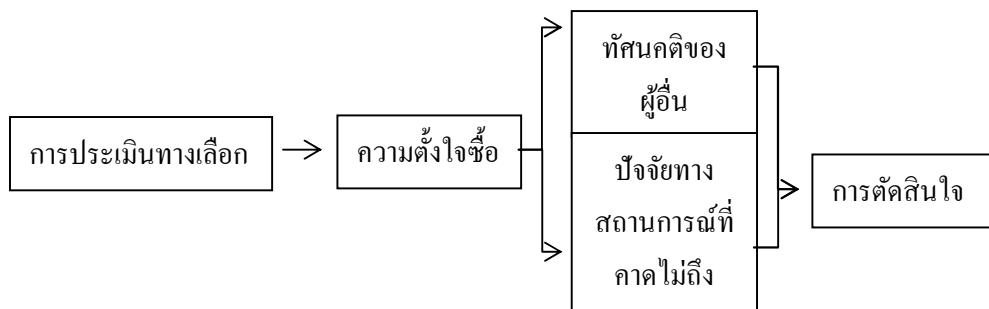 การประเมินทางเลือก
ความตั้งใจซื้อ
ทัศนคติของ
ผู้อื่น
ปัจจัยทาง
สถานการณ์ที่
คาดไม่ถึง
การตัดสินใจ